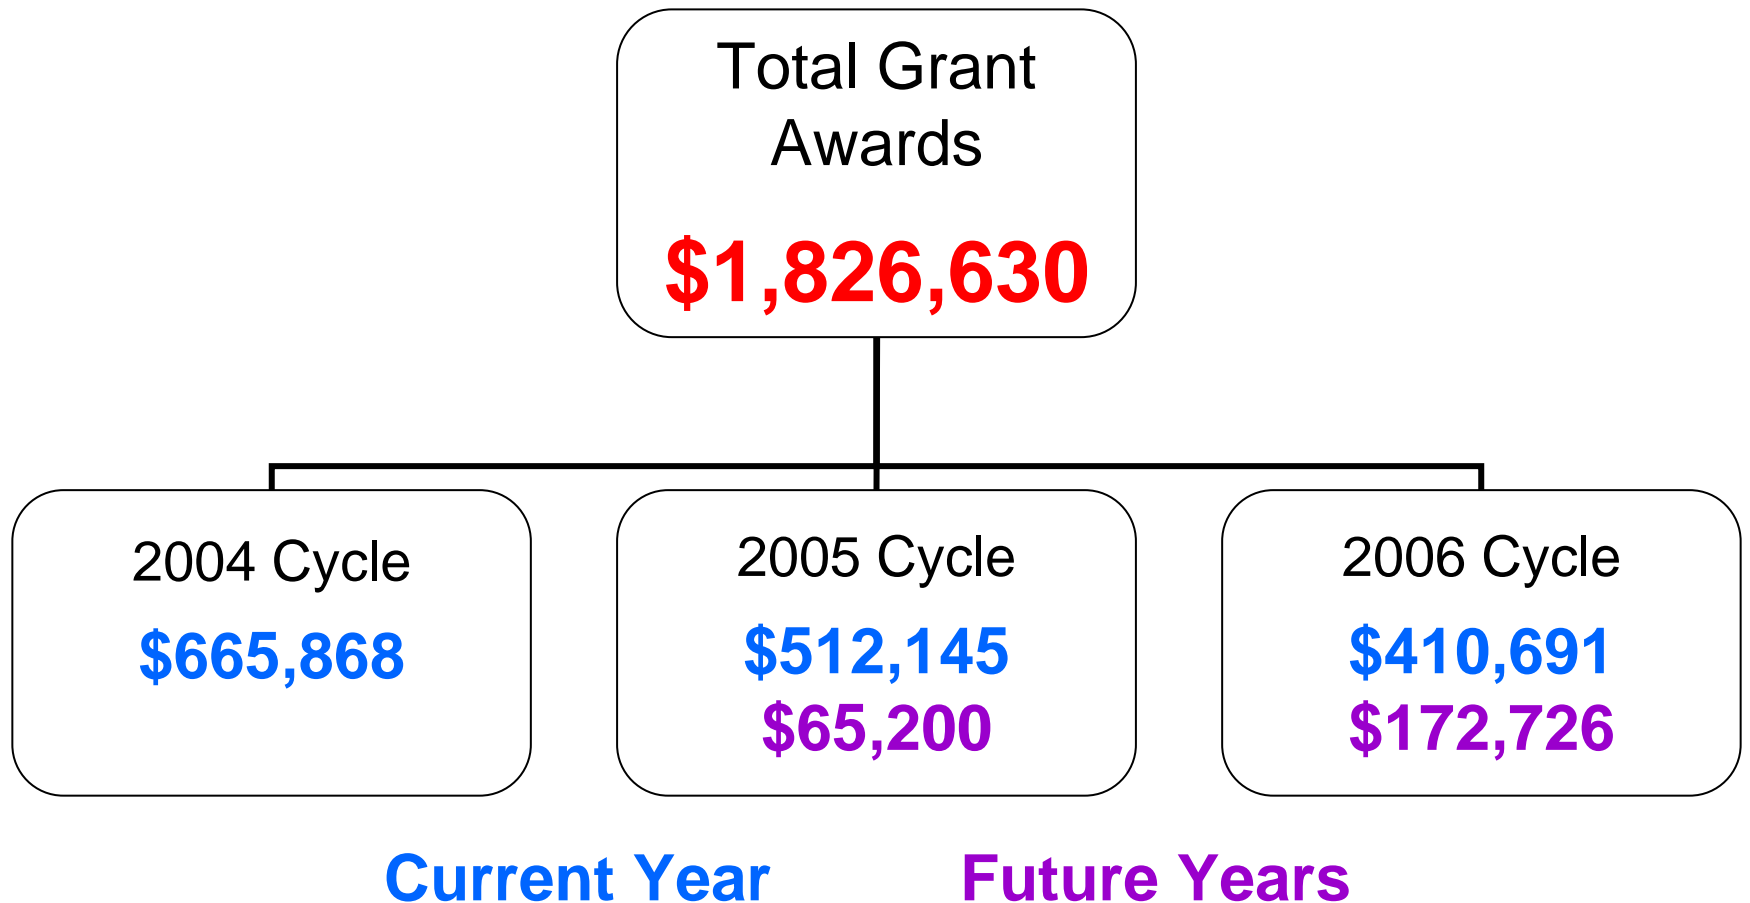 Total Grant
Awards
$1,826,630
2004 Cycle
$665,868
2005 Cycle
$512,145
$65,200
2006 Cycle
$410,691
$172,726
Current Year
Future Years